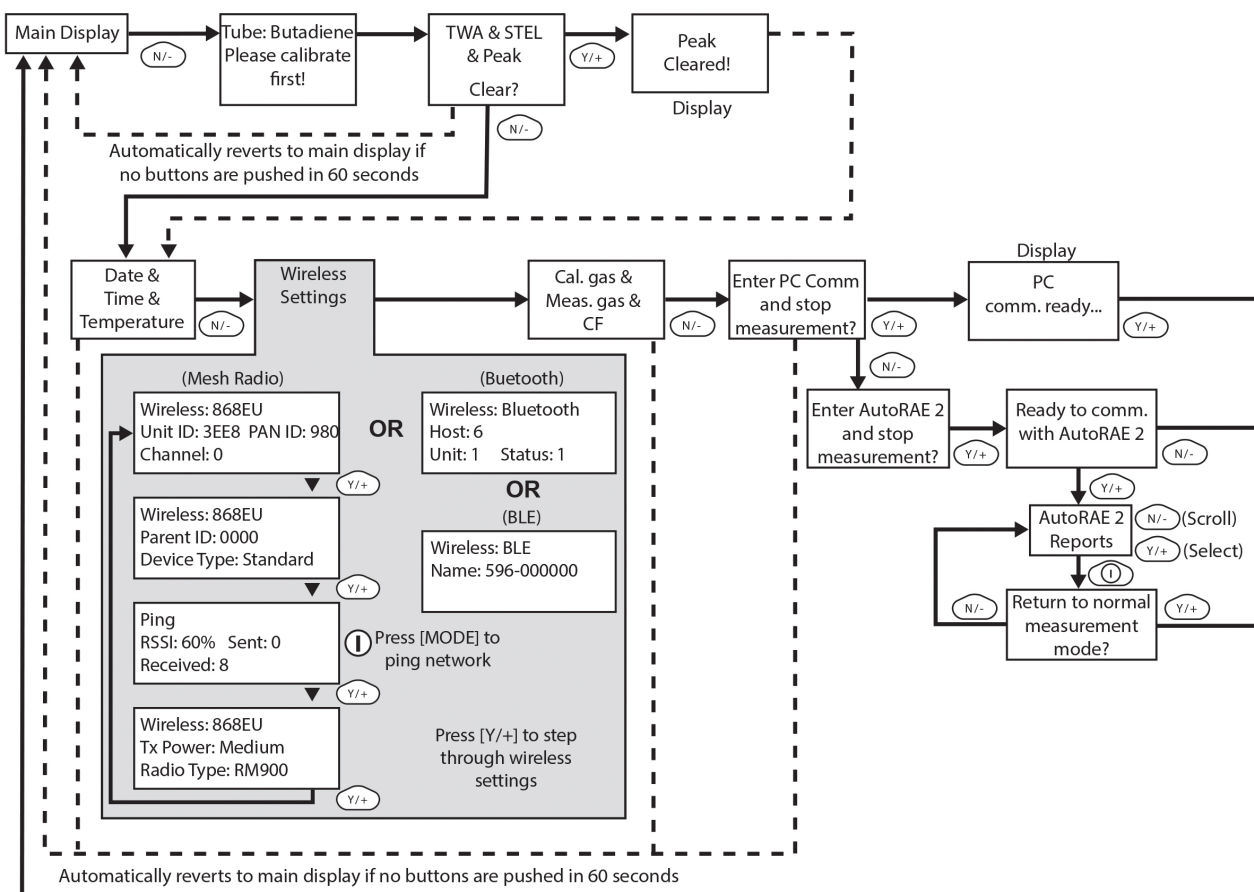 Main Display
N/-
Tube: Butadiene
Please calibrate
first!
TWA & STEL
& Peak
Clear?
Y/+
Peak
Cleared!
Display
N/-
Automatically reverts to main display if
no buttons are pushed in 60 seconds
Date &
Time &
Temperature
N/-
Wireless
Settings
Cal. gas &
Meas. gas &
CF
N/-
Enter PC Comm
and stop
measurement?
Y/+
Display
PC
comm. ready...
Y/+
N/-
(Mesh Radio)
Wireless: 868EU
Unit ID: 3EE8 PAN ID: 980
Channel: 0
Y/+
Wireless: 868EU
Parent ID: 0000
Device Type: Standard
Y/+
Ping
RSSI: 60% Sent: 0
Received: 8
Press [MODE] to
ping network
Y/+
Wireless: 868EU
Tx Power: Medium
Radio Type: RM900
Y/+
OR
(Buetooth)
Wireless: Bluetooth
Host: 6
Unit: 1 Status: 1
OR
(BLE)
Wireless: BLE
Name: 596-000000
Press [Y/+] to step
through wireless
settings
Enter AutoRAE 2
and stop
measurement?
Y/+
Ready to comm.
with AutoRAE 2
N/-
Y/+
AutoRAE 2
Reports
N/- (Scroll)
Y/+ (Select)
N/-
Return to normal
measurement
mode?
Y/+
Automatically reverts to main display if no buttons are pushed in 60 seconds